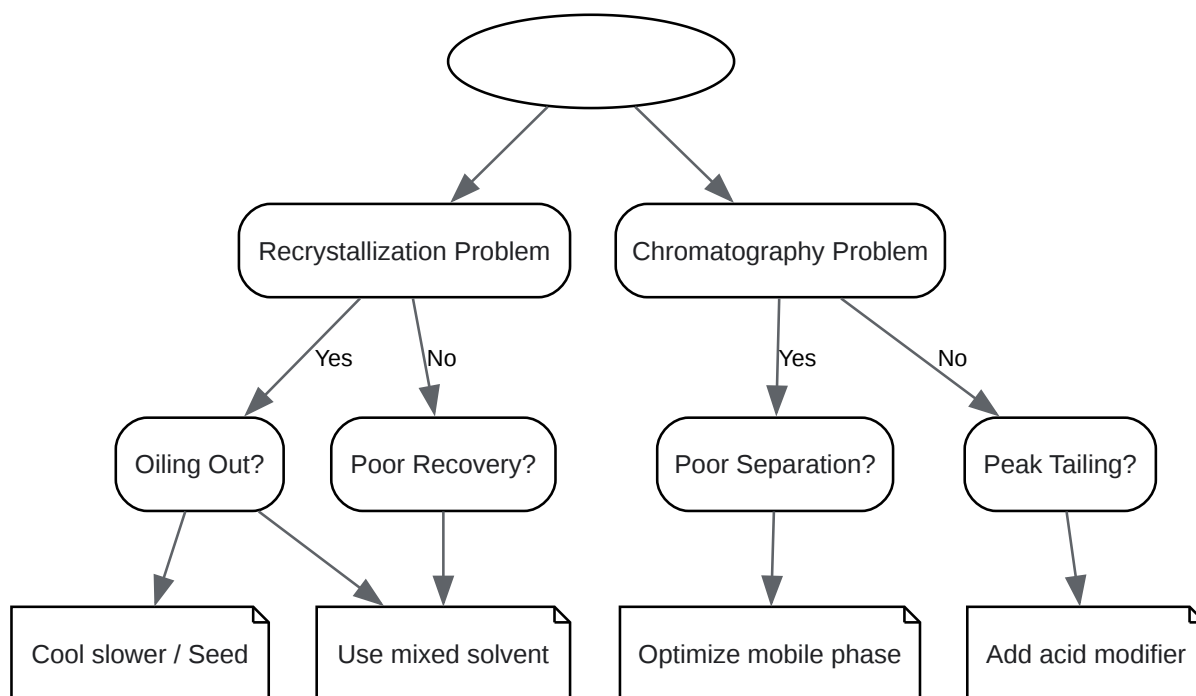 Recrystallization Problem
Chromatography Problem
Yes
No
Yes
No
Oiling Out?
Poor Recovery?
Poor Separation?
Peak Tailing?
Cool slower / Seed
Use mixed solvent
Optimize mobile phase
Add acid modifier